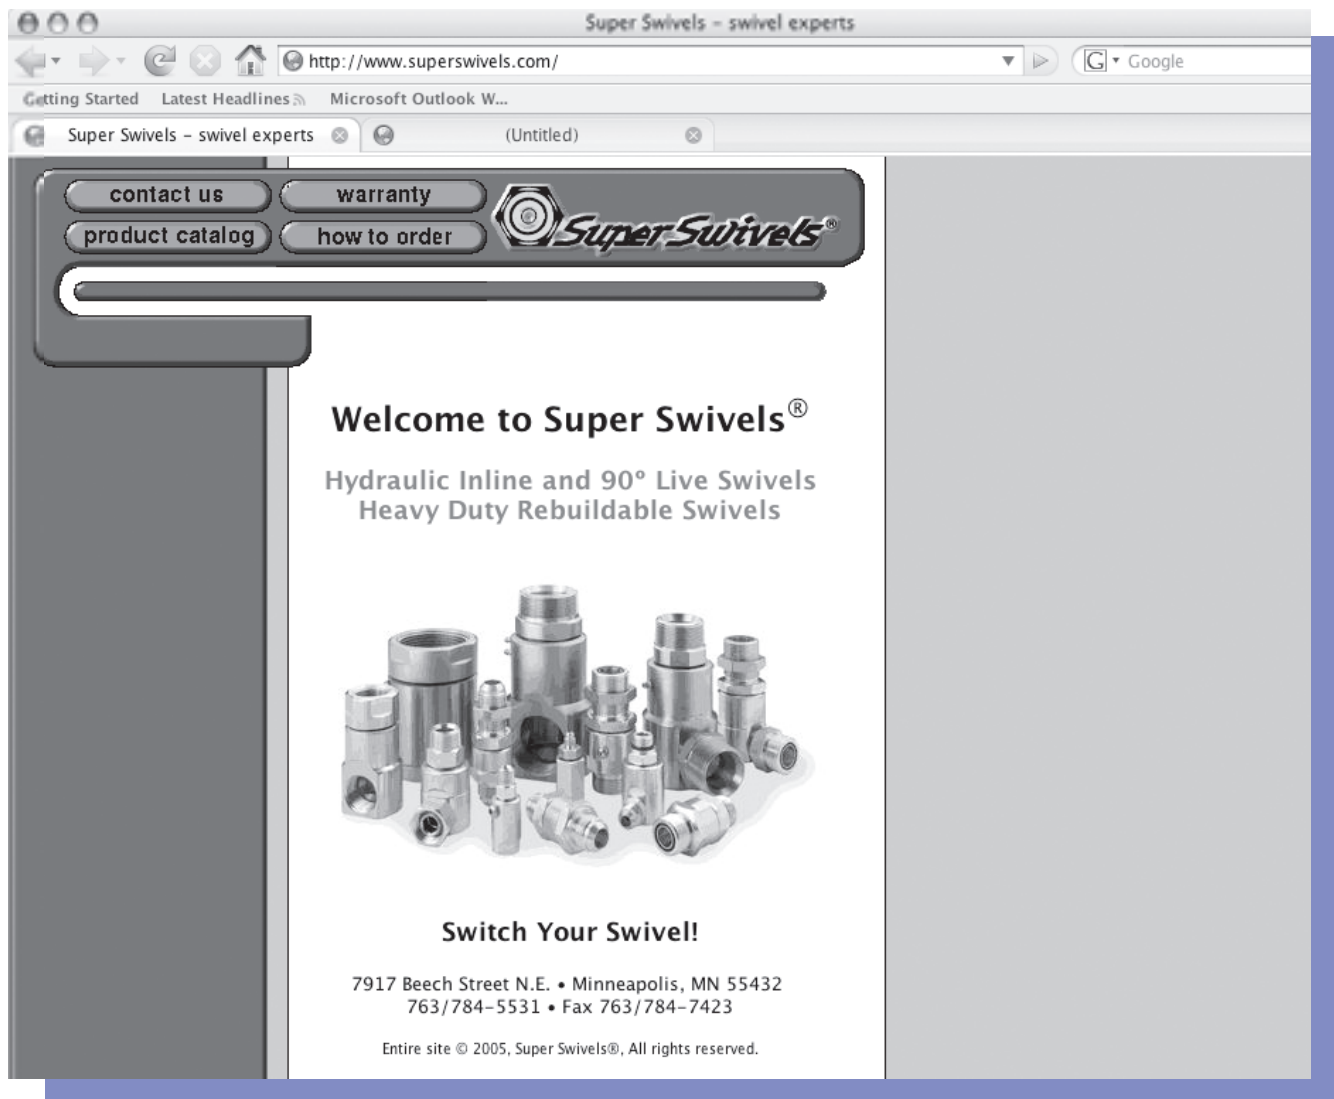 Super Swivels – swivel experts
http://www.superswivels.com/
G Google
Getting Started Latest Headlines Microsoft Outlook W...
Super Swivels – swivel experts (Untitled)
contact us warranty
product catalog how to order
Super Swivels®
Welcome to Super Swivels®
Hydraulic Inline and 90º Live Swivels
Heavy Duty Rebuildable Swivels
Switch Your Swivel!
7917 Beech Street N.E. • Minneapolis, MN 55432
763/784–5531 • Fax 763/784–7423
Entire site © 2005, Super Swivels®, All rights reserved.